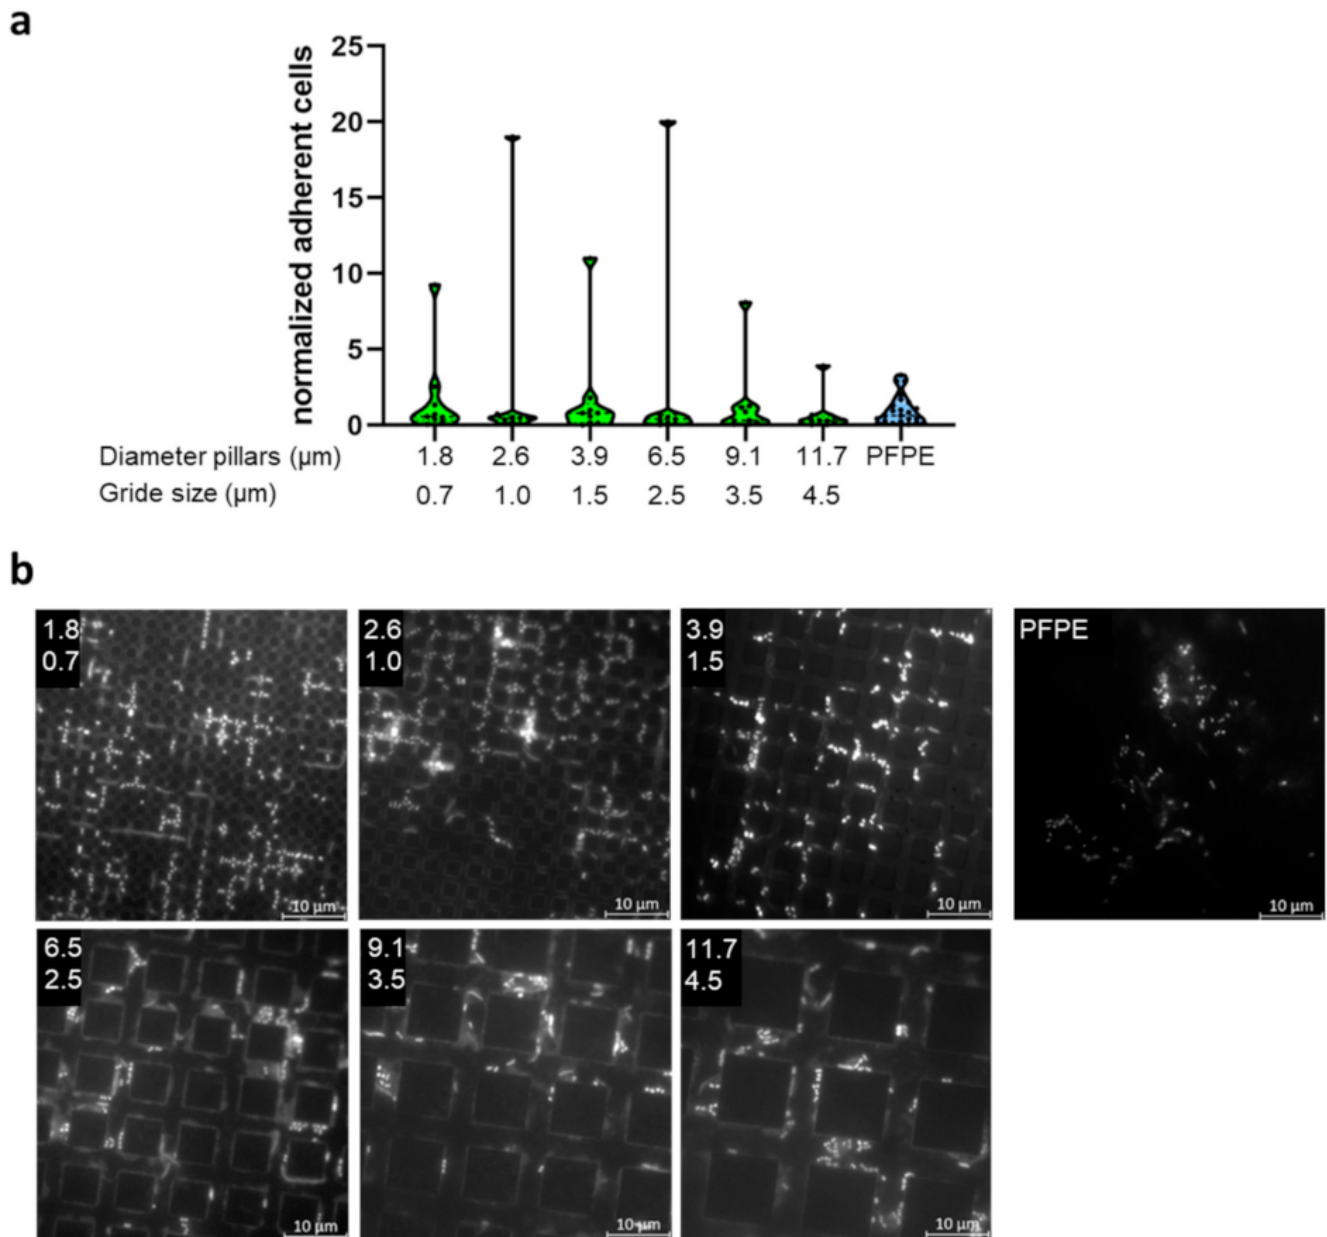 a
normalized adherent cells
25
20
15
10
5
0
Diameter pillars (µm) 1.8 2.6 3.9 6.5 9.1 11.7 PFPE
Gride size (µm) 0.7 1.0 1.5 2.5 3.5 4.5
b
1.8
0.7
10 µm
2.6
1.0
10 µm
3.9
1.5
10 µm
PFPE
10 µm
6.5
2.5
10 µm
9.1
3.5
10 µm
11.7
4.5
10 µm